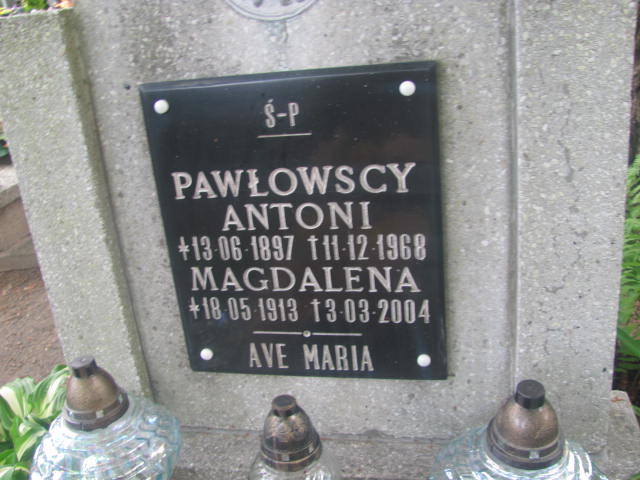 Ś-P
PAWŁOWSCY
ANTONI
*13·06·1897 †11·12·1968
MAGDALENA
*18·05·1913 †3·03·2004
AVE MARIA